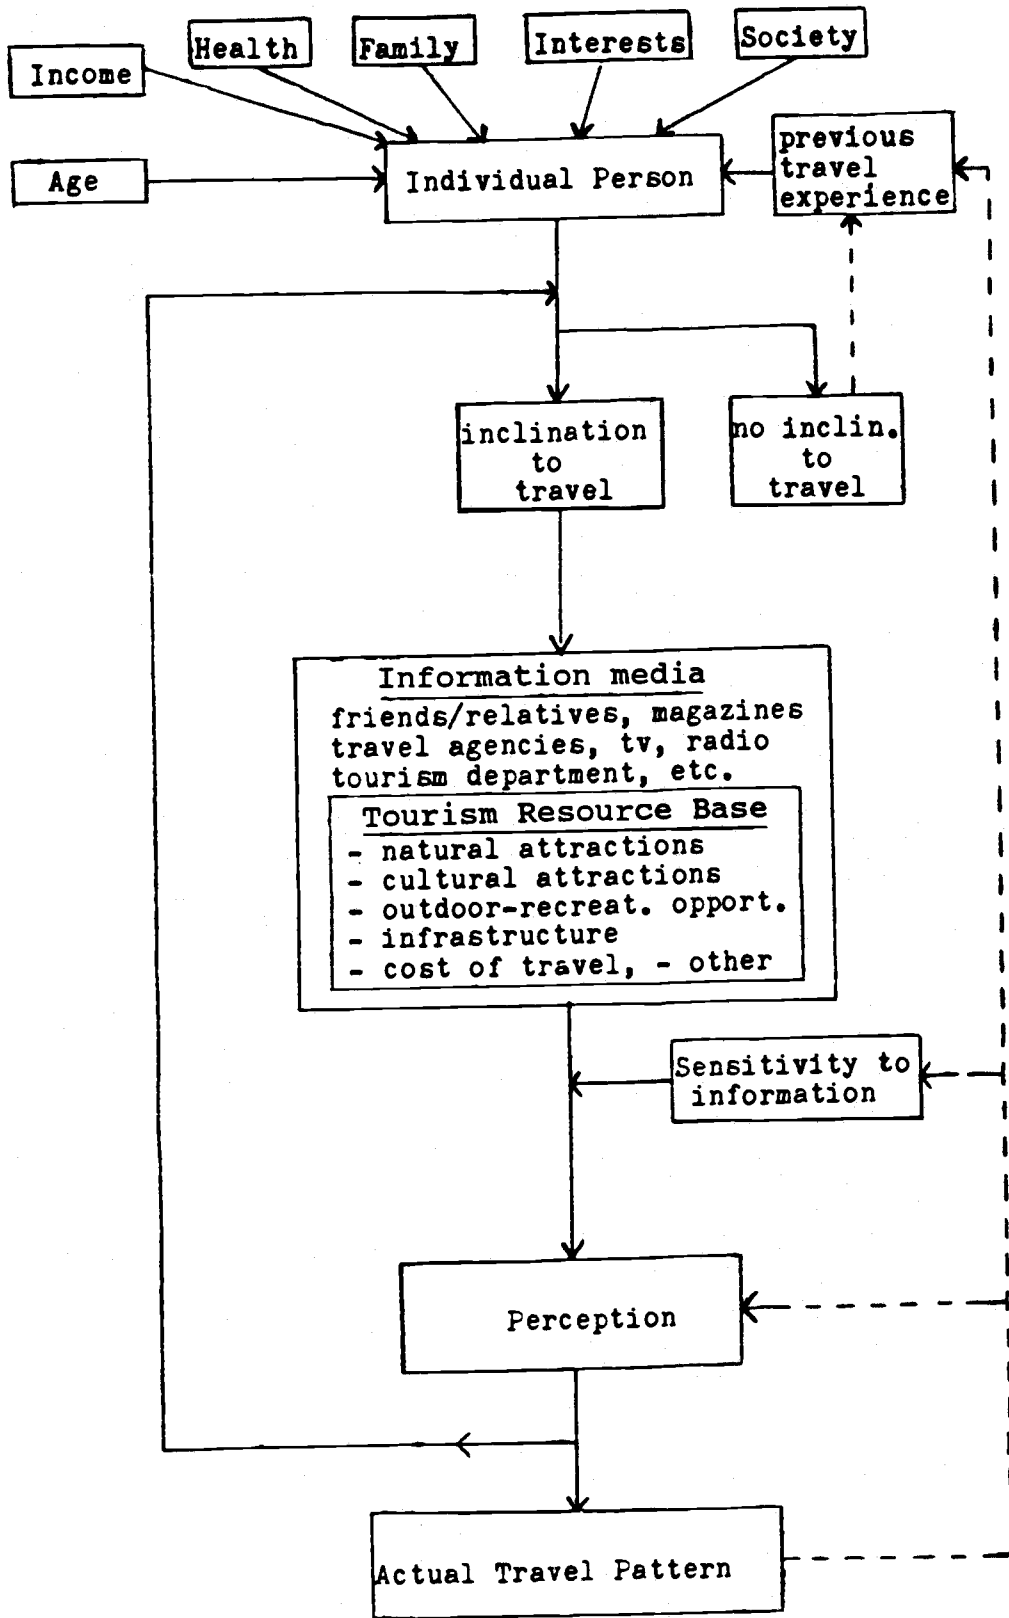 Income
Health
Family
Interests
Society
Age
Individual Person
previous
travel
experience
inclination
to
travel
no inclin.
to
travel
Information media
friends/relatives, magazines
travel agencies, tv, radio
tourism department, etc.
Tourism Resource Base
- natural attractions
- cultural attractions
- outdoor-recreat. opport.
- infrastructure
- cost of travel, - other
Sensitivity to
information
Perception
Actual Travel Pattern